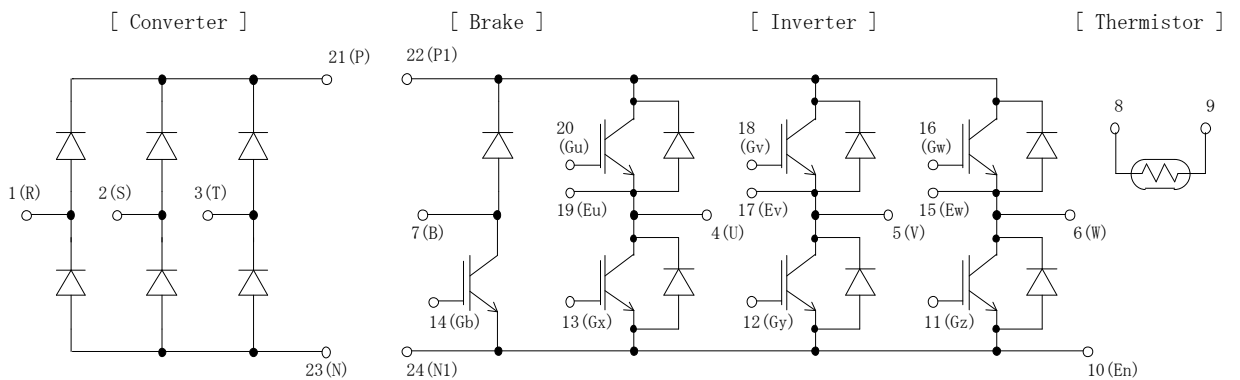 [ Converter ]
[ Brake ]
[ Inverter ]
[ Thermistor ]
21(P)
22(P1)
20
(Gu)
18
(Gv)
16
(Gw)
8
9
1(R)
2(S)
3(T)
19(Eu)
17(Ev)
15(Ew)
7(B)
4(U)
5(V)
6(W)
14(Gb)
13(Gx)
12(Gy)
11(Gz)
23(N)
24(N1)
10(En)